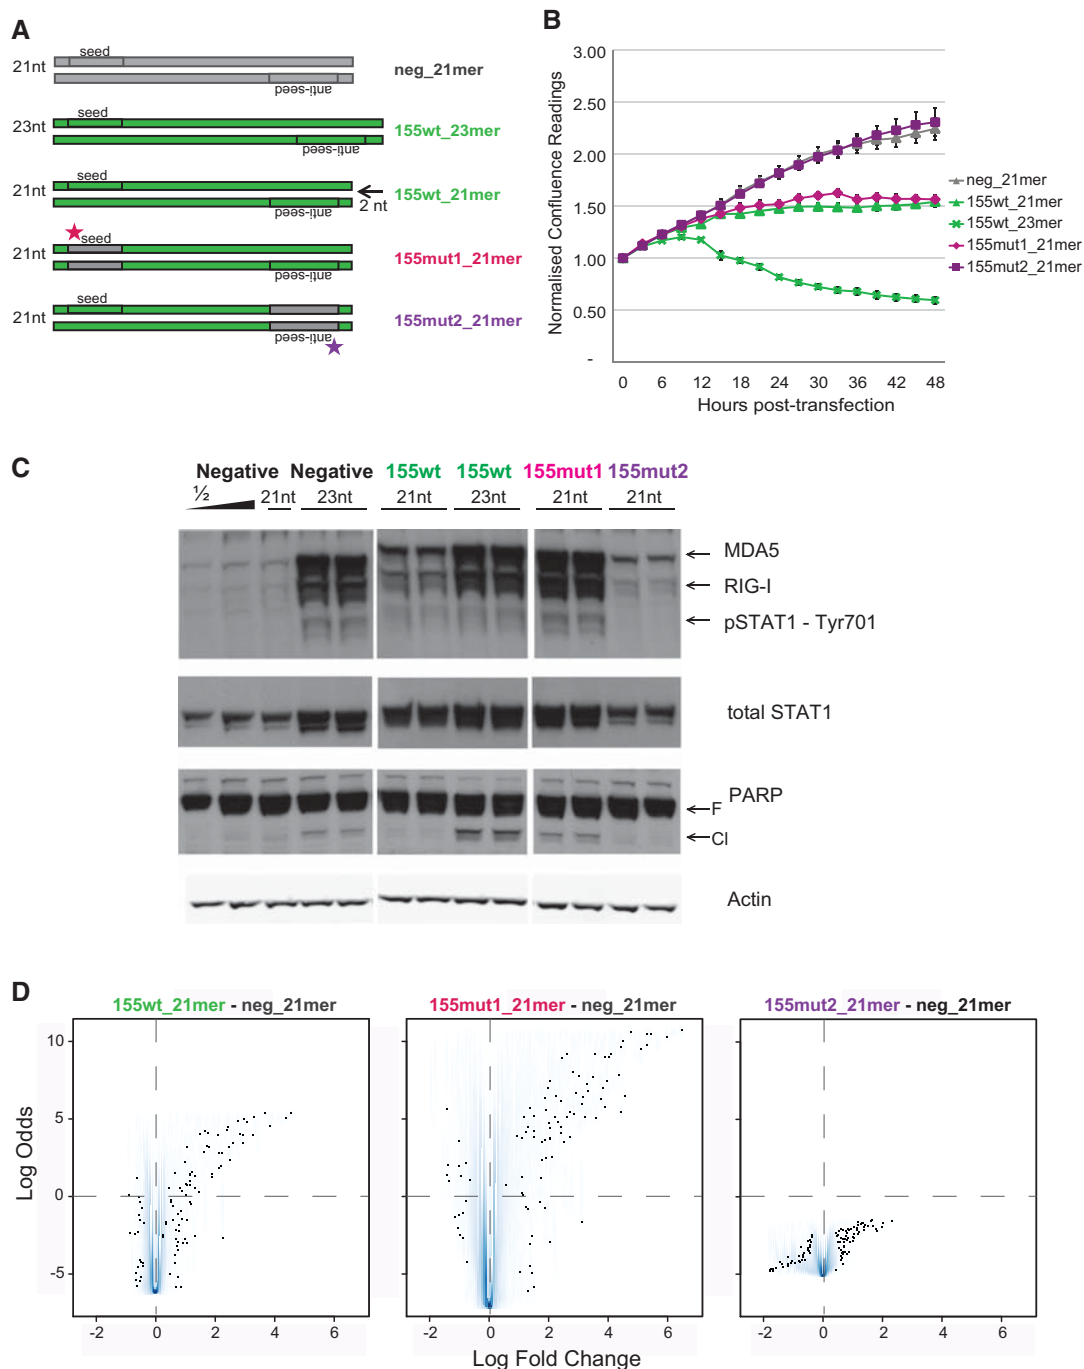 A
seed
21nt
neg_21mer
anti-seed
seed
23nt
155wt_23mer
anti-seed
seed
21nt
155wt_21mer
2 nt
anti-seed
seed
21nt
155mut1_21mer
anti-seed
seed
21nt
155mut2_21mer
anti-seed
B
Normalised Confluence Readings
3.00
2.50
2.00
1.50
1.00
0.50
-
0 6 12 18 24 30 36 42 48
Hours post-transfection
neg_21mer
155wt_21mer
155wt_23mer
155mut1_21mer
155mut2_21mer
C
Negative Negative 155wt 155wt 155mut1 155mut2
½ 21nt 23nt 21nt 23nt 21nt 21nt
MDA5
RIG-I
pSTAT1 - Tyr701
total STAT1
PARP
F
Cl
Actin
D
155wt_21mer - neg_21mer
155mut1_21mer - neg_21mer
155mut2_21mer - neg_21mer
Log Odds
10
5
0
-5
-2 0 2 4 6
-2 0 2 4 6
-2 0 2 4 6
Log Fold Change